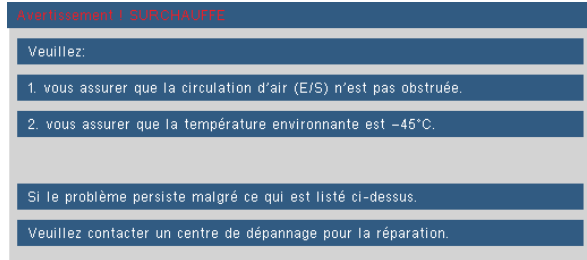 Avertissement ! SURCHAUFFE
Veuillez:
1. vous assurer que la circulation d'air (E/S) n'est pas obstruée.
2. vous assurer que la température environnante est -45°C.
Si le problème persiste malgré ce qui est listé ci-dessus.
Veuillez contacter un centre de dépannage pour la réparation.